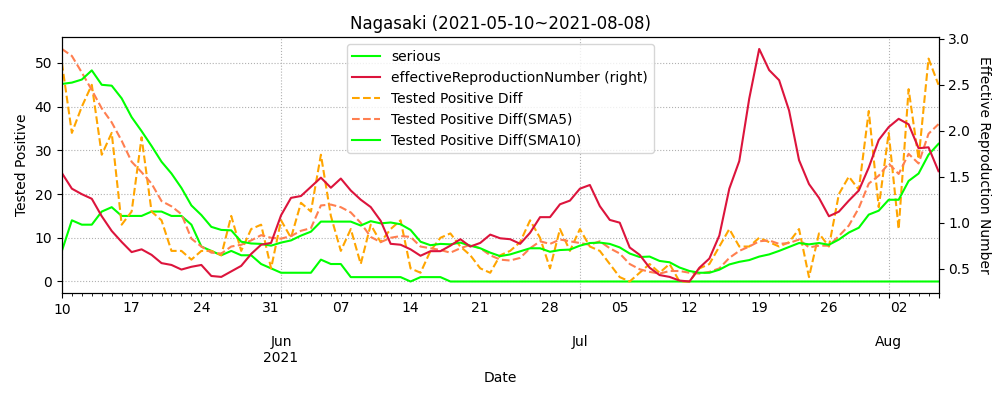 Nagasaki (2021-05-10~2021-08-08)
serious
effectiveReproductionNumber (right)
Tested Positive Diff
Tested Positive Diff(SMA5)
Tested Positive Diff(SMA10)
Tested Positive
50
40
30
20
10
0
3.0
2.5
2.0
1.5
1.0
0.5
Effective Reproduction Number
10 17 24 31 07 14 21 28 05 12 19 26 02
Jun Jul Aug
2021
Date